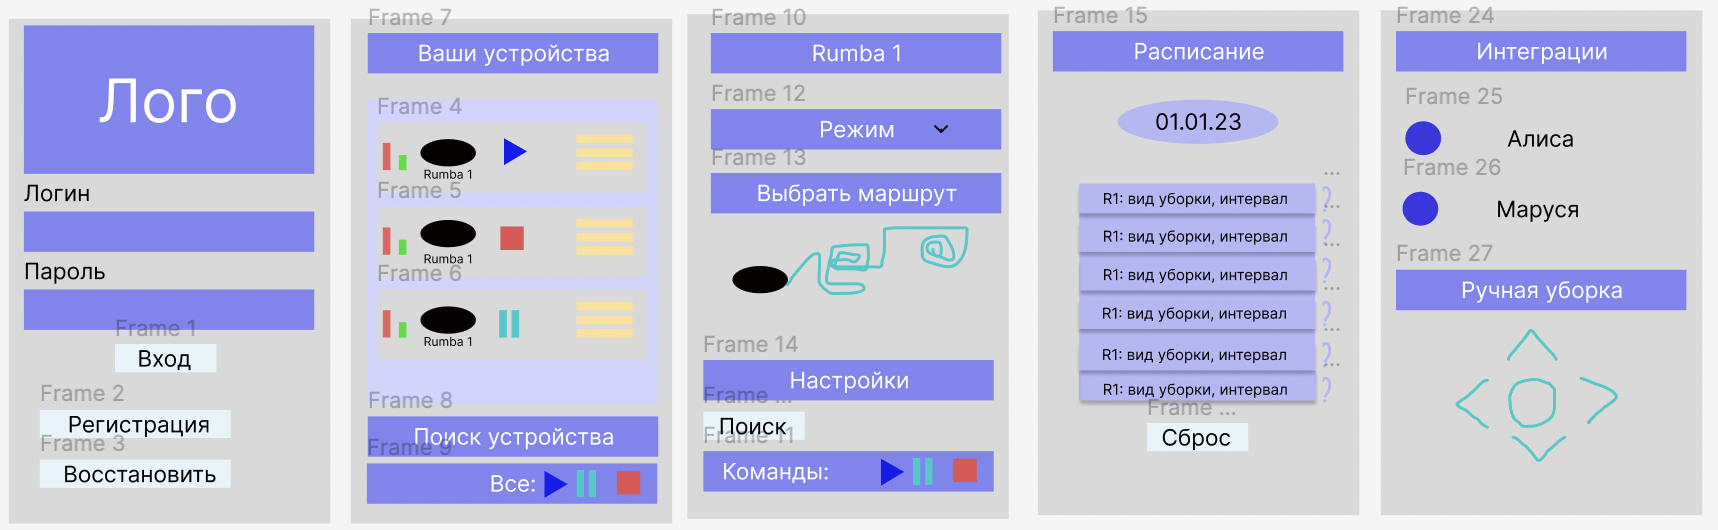 Лого
Логин
Пароль
Frame 1
Вход
Frame 2
Регистрация
Frame 3
Восстановить
Frame 7
Ваши устройства
Frame 4
Rumba 1
Frame 5
Rumba 1
Frame 6
Rumba 1
Frame 8
Поиск устройства
Frame 9
Все:
Frame 10
Rumba 1
Frame 12
Режим
Frame 13
Выбрать маршрут
Frame 14
Настройки
Frame ...
Поиск
Frame 11
Команды:
Frame 15
Расписание
01.01.23
...
R1: вид уборки, интервал ?
...
R1: вид уборки, интервал ?
...
R1: вид уборки, интервал ?
...
R1: вид уборки, интервал ?
...
R1: вид уборки, интервал ?
...
R1: вид уборки, интервал ?
Frame ...
Сброс
Frame 24
Интеграции
Frame 25
Алиса
Frame 26
Маруся
Frame 27
Ручная уборка